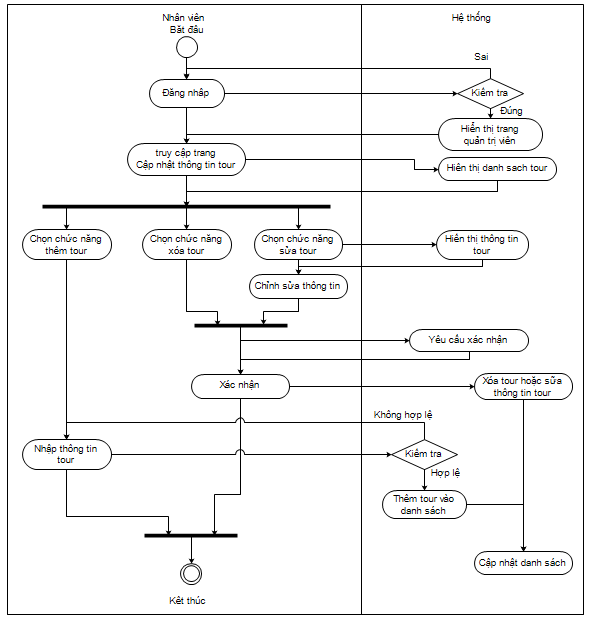 Nhân viên
Hệ thống
Bắt đầu
Sai
Đăng nhập
Kiểm tra
Đúng
Hiển thị trang
quản trị viên
truy cập trang
Cập nhật thông tin tour
Hiển thị danh sach tour
Chọn chức năng
thêm tour
Chọn chức năng
xóa tour
Chọn chức năng
sửa tour
Hiển thị thông tin
tour
Chỉnh sửa thông tin
Yêu cầu xác nhận
Xác nhận
Xóa tour hoặc sữa
thông tin tour
Không hợp lệ
Nhập thông tin
tour
Kiểm tra
Hợp lệ
Thêm tour vào
danh sách
Cập nhật danh sách
Kết thúc